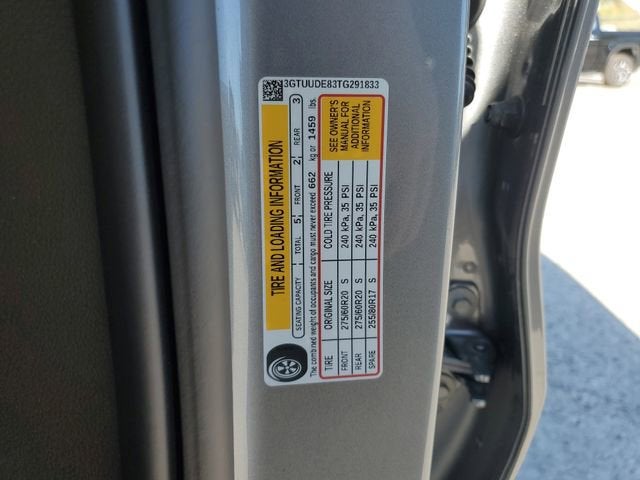 3GTUUDE83TG291833
TIRE AND LOADING INFORMATION
SEATING CAPACITY | TOTAL 5 | FRONT 2 | REAR 3
The combined weight of occupants and cargo must never exceed 662 kg or 1459 lbs.
TIRE ORIGINAL SIZE COLD TIRE PRESSURE
FRONT 275/60R20 S 240 kPa, 35 PSI
REAR 275/60R20 S 240 kPa, 35 PSI
SPARE 255/80R17 S 240 kPa, 35 PSI
SEE OWNER'S
MANUAL FOR
ADDITIONAL
INFORMATION